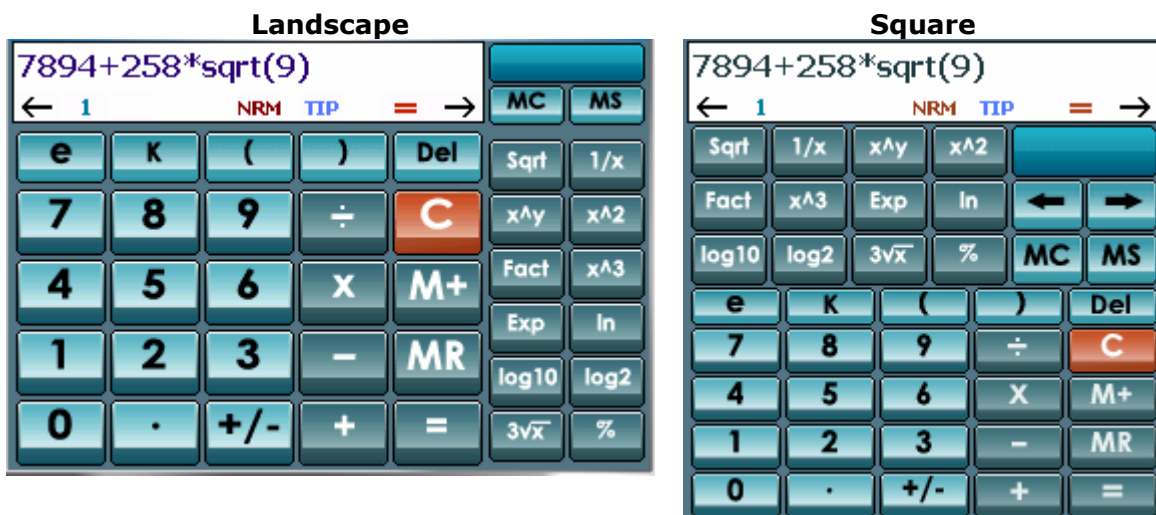 Landscape
7894+258*sqrt(9)
← 1 NRM TIP = →
MC MS
e K ( ) Del
Sqrt 1/x
7 8 9 ÷ C
x^y x^2
4 5 6 X M+
Fact x^3
Exp ln
1 2 3 − MR
log10 log2
0 . +/- + =
3√x %
Square
7894+258*sqrt(9)
← 1 NRM TIP = →
Sqrt 1/x x^y x^2
Fact x^3 Exp ln ← →
log10 log2 3√x % MC MS
e K ( ) Del
7 8 9 ÷ C
4 5 6 X M+
1 2 3 − MR
0 . +/- + =